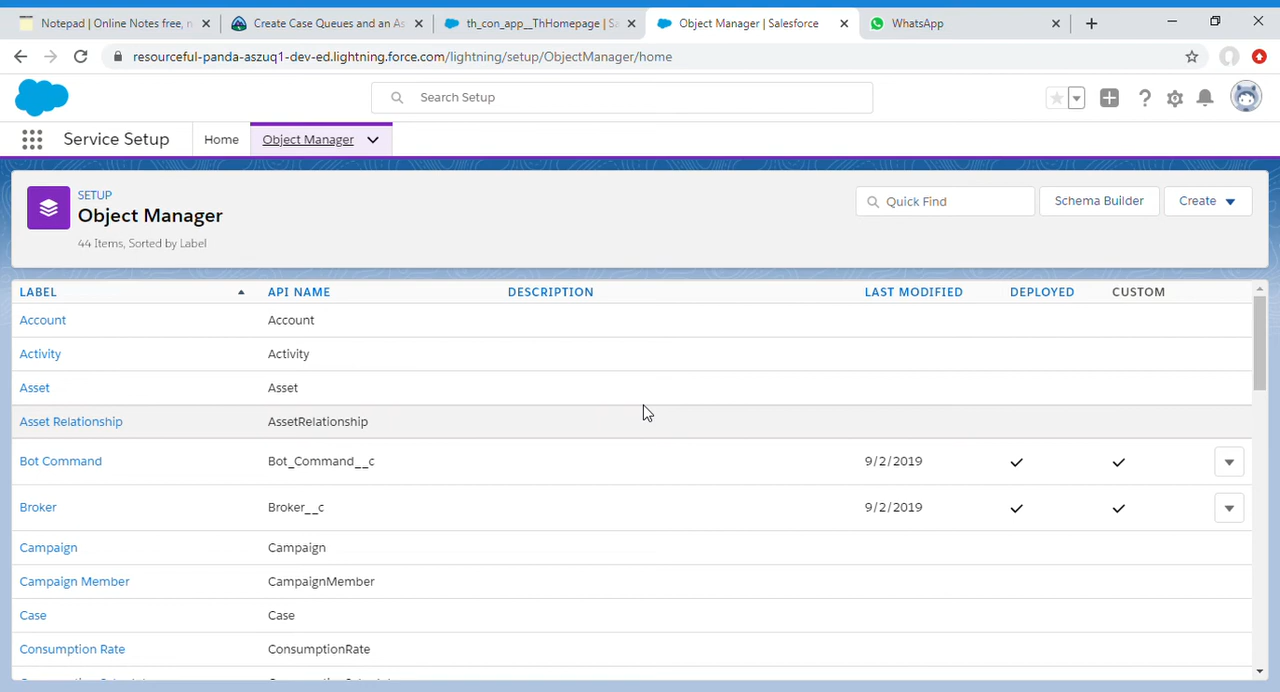 Notepad | Online Notes free, n
Create Case Queues and an As
th_con_app__ThHomepage | Sa
Object Manager | Salesforce
WhatsApp
resourceful-panda-aszuq1-dev-ed.lightning.force.com/lightning/setup/ObjectManager/home
Search Setup
Service Setup
Home
Object Manager
SETUP
Object Manager
44 Items, Sorted by Label
Quick Find
Schema Builder
Create
LABEL API NAME DESCRIPTION LAST MODIFIED DEPLOYED CUSTOM
Account Account
Activity Activity
Asset Asset
Asset Relationship AssetRelationship
Bot Command Bot_Command__c 9/2/2019
Broker Broker__c 9/2/2019
Campaign Campaign
Campaign Member CampaignMember
Case Case
Consumption Rate ConsumptionRate